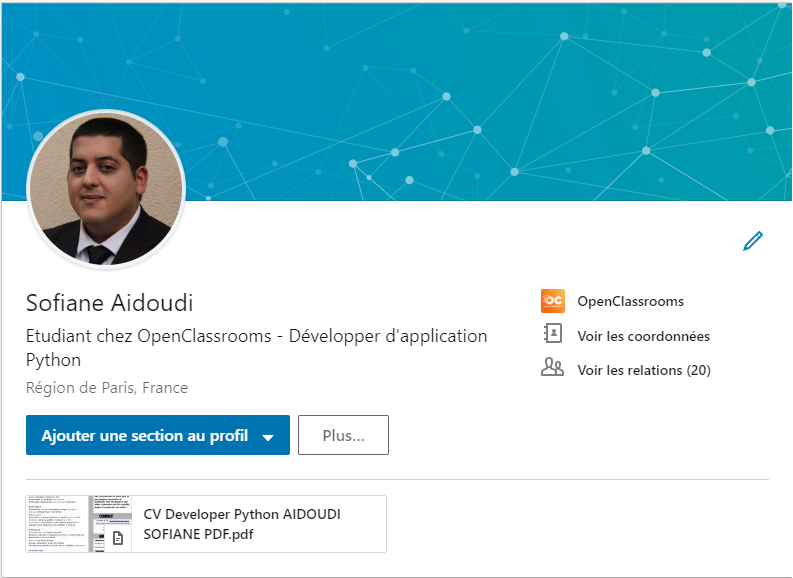 Sofiane Aidoudi
Etudiant chez OpenClassrooms - Développer d'application
Python
Région de Paris, France
Ajouter une section au profil
Plus...
OC
OpenClassrooms
Voir les coordonnées
Voir les relations (20)
CONTACT
CV Developer Python AIDOUDI
SOFIANE PDF.pdf